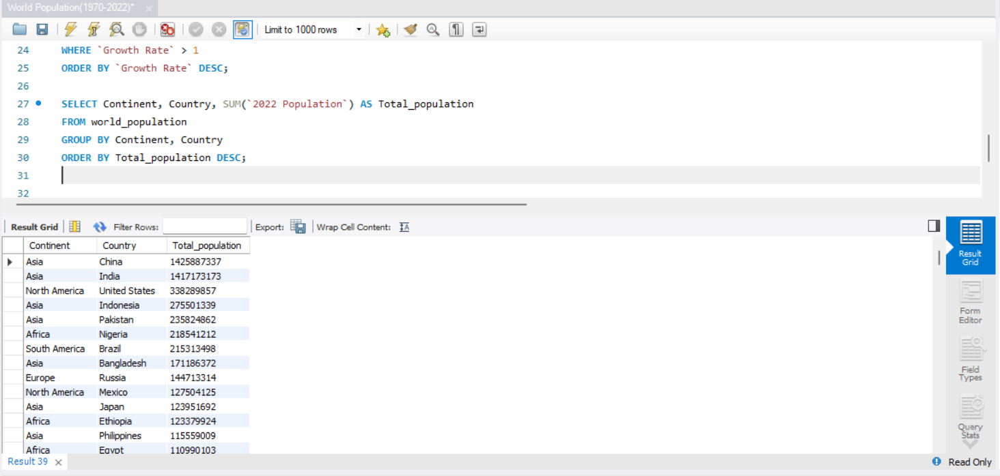 World Population(1970-2022)*
Limit to 1000 rows
24 WHERE `Growth Rate` > 1
25 ORDER BY `Growth Rate` DESC;
26
27 SELECT Continent, Country, SUM(`2022 Population`) AS Total_population
28 FROM world_population
29 GROUP BY Continent, Country
30 ORDER BY Total_population DESC;
31
32
Result Grid Filter Rows: Export: Wrap Cell Content: IA
Continent Country Total_population
Asia China 1425887337
Asia India 1417173173
North America United States 338289857
Asia Indonesia 275501339
Asia Pakistan 235824862
Africa Nigeria 218541212
South America Brazil 215313498
Asia Bangladesh 171186372
Europe Russia 144713314
North America Mexico 127504125
Asia Japan 123951692
Africa Ethiopia 123379924
Asia Philippines 115559009
Africa Egypt 110990103
Result
Grid
Form
Editor
Field
Types
Query
Stats
Result 39
Read Only